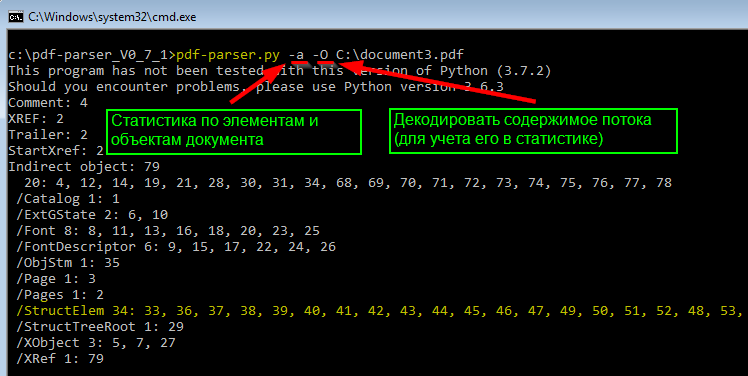 C:\Windows\system32\cmd.exe
c:\pdf-parser_V0_7_1>pdf-parser.py -a -O C:\document3.pdf
This program has not been tested with this version of Python (3.7.2)
Should you encounter problems, please use Python version 3.6.3
Comment: 4
XREF: 2
Trailer: 2
StartXref: 2
Статистика по элементам и
объектам документа
Декодировать содержимое потока
(для учета его в статистике)
Indirect object: 79
20: 4, 12, 14, 19, 21, 28, 30, 31, 34, 68, 69, 70, 71, 72, 73, 74, 75, 76, 77, 78
/Catalog 1: 1
/ExtGState 2: 6, 10
/Font 8: 8, 11, 13, 16, 18, 20, 23, 25
/FontDescriptor 6: 9, 15, 17, 22, 24, 26
/ObjStm 1: 35
/Page 1: 3
/Pages 1: 2
/StructElem 34: 33, 36, 37, 38, 39, 40, 41, 42, 43, 44, 45, 46, 47, 49, 50, 51, 52, 48, 53,
/StructTreeRoot 1: 29
/XObject 3: 5, 7, 27
/XRef 1: 79